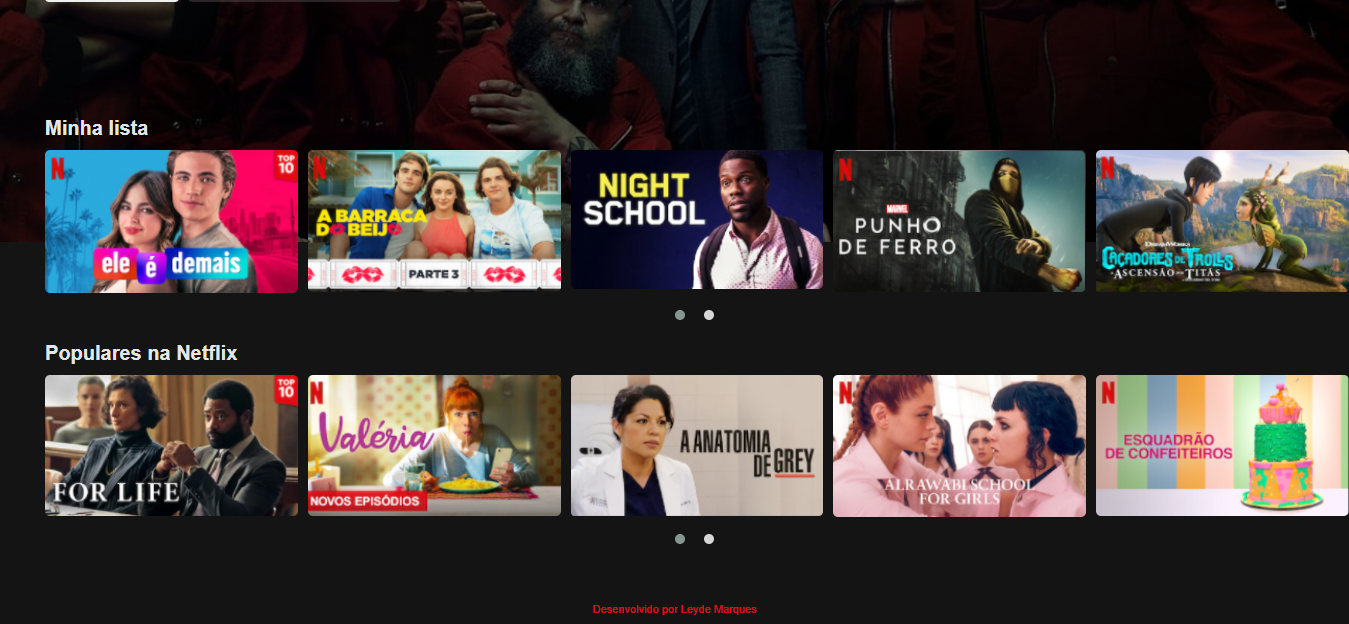 Minha lista
N
TOP
10
ele é demais
N
A BARRACA
DO BEIJO
PARTE 3
NIGHT
SCHOOL
N
MARVEL
PUNHO
DE FERRO
N
DREAMWORKS
CAÇADORES DE TROLLS
A ASCENSÃO DOS TITÃS
Populares na Netflix
TOP
10
FOR LIFE
N
Valéria
NOVOS EPISÓDIOS
A ANATOMIA
DE GREY
N
ALRAWABI SCHOOL
FOR GIRLS
N
ESQUADRÃO
DE CONFEITEIROS
Desenvolvido por Leyde Marques